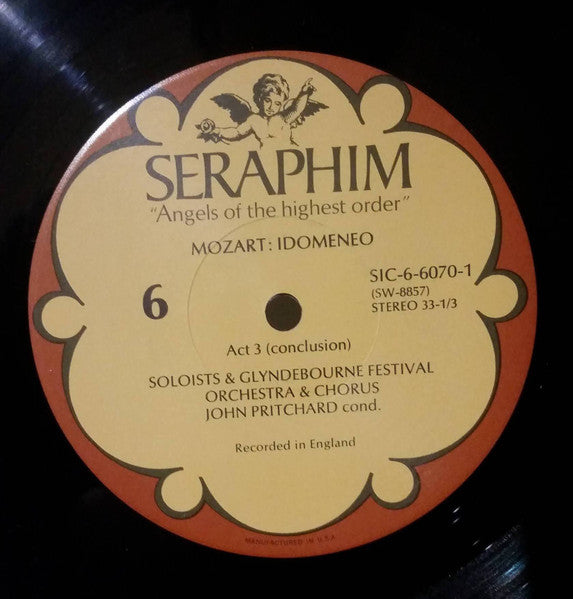 SERAPHIM
"Angels of the highest order"
MOZART: IDOMENEO
6
SIC-6-6070-1
(SW-8857)
STEREO 33-1/3
Act 3 (conclusion)
SOLOISTS & GLYNDEBOURNE FESTIVAL
ORCHESTRA & CHORUS
JOHN PRITCHARD cond.
Recorded in England
MANUFACTURED IN U.S.A.